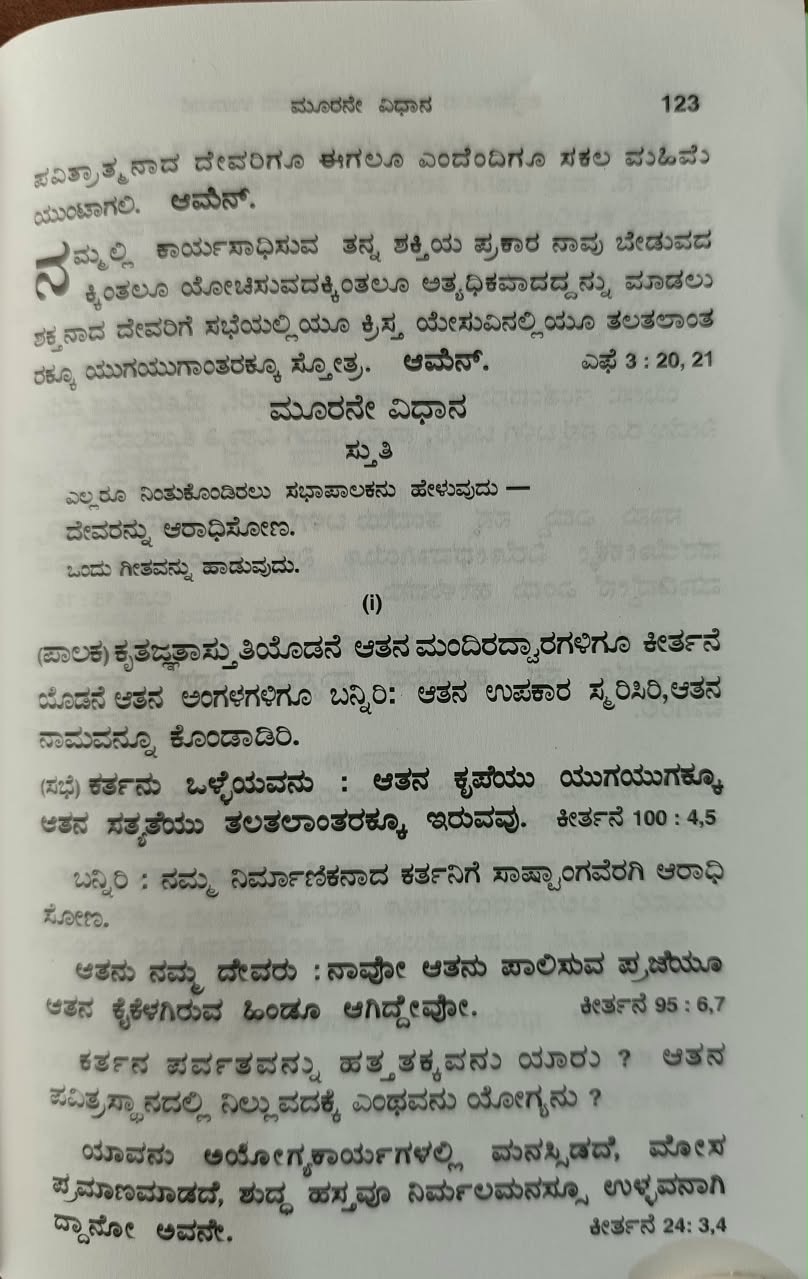 ಮೂರನೇ ವಿಧಾನ 123
ಪವಿತ್ರಾತ್ಮನಾದ ದೇವರಿಗೂ ಈಗಲೂ ಎಂದೆಂದಿಗೂ ಸಕಲ ಮಹಿಮೆ
ಯುಂಟಾಗಲಿ. ಆಮೆನ್.
ನಮ್ಮಲ್ಲಿ ಕಾರ್ಯಸಾಧಿಸುವ ತನ್ನ ಶಕ್ತಿಯ ಪ್ರಕಾರ ನಾವು ಬೇಡುವದ
ಕ್ಕಿಂತಲೂ ಯೋಚಿಸುವದಕ್ಕಿಂತಲೂ ಅತ್ಯಧಿಕವಾದದ್ದನ್ನು ಮಾಡಲು
ಶಕ್ತನಾದ ದೇವರಿಗೆ ಸಭೆಯಲ್ಲಿಯೂ ಕ್ರಿಸ್ತ ಯೇಸುವಿನಲ್ಲಿಯೂ ತಲತಲಾಂತ
ರಕ್ಕೂ ಯುಗಯುಗಾಂತರಕ್ಕೂ ಸ್ತೋತ್ರ. ಆಮೆನ್. ಎಫೆ 3 : 20, 21
ಮೂರನೇ ವಿಧಾನ
ಸ್ತುತಿ
ಎಲ್ಲರೂ ನಿಂತುಕೊಂಡಿರಲು ಸಭಾಪಾಲಕನು ಹೇಳುವುದು —
ದೇವರನ್ನು ಆರಾಧಿಸೋಣ.
ಒಂದು ಗೀತವನ್ನು ಹಾಡುವುದು.
(i)
(ಪಾಲಕ) ಕೃತಜ್ಞತಾಸ್ತುತಿಯೊಡನೆ ಆತನ ಮಂದಿರದ್ವಾರಗಳಿಗೂ ಕೀರ್ತನೆ
ಯೊಡನೆ ಆತನ ಅಂಗಳಗಳಿಗೂ ಬನ್ನಿರಿ: ಆತನ ಉಪಕಾರ ಸ್ಮರಿಸಿರಿ,ಆತನ
ನಾಮವನ್ನೂ ಕೊಂಡಾಡಿರಿ.
(ಸಭೆ) ಕರ್ತನು ಒಳ್ಳೆಯವನು : ಆತನ ಕೃಪೆಯು ಯುಗಯುಗಕ್ಕೂ
ಆತನ ಸತ್ಯತೆಯು ತಲತಲಾಂತರಕ್ಕೂ ಇರುವವು. ಕೀರ್ತನೆ 100 : 4,5
ಬನ್ನಿರಿ : ನಮ್ಮ ನಿರ್ಮಾಣಿಕನಾದ ಕರ್ತನಿಗೆ ಸಾಷ್ಟಾಂಗವೆರಗಿ ಆರಾಧಿ
ಸೋಣ.
ಆತನು ನಮ್ಮ ದೇವರು : ನಾವೋ ಆತನು ಪಾಲಿಸುವ ಪ್ರಜೆಯೂ
ಆತನ ಕೈಕೆಳಗಿರುವ ಹಿಂಡೂ ಆಗಿದ್ದೇವೋ. ಕೀರ್ತನೆ 95 : 6,7
ಕರ್ತನ ಪರ್ವತವನ್ನು ಹತ್ತತಕ್ಕವನು ಯಾರು ? ಆತನ
ಪವಿತ್ರಸ್ಥಾನದಲ್ಲಿ ನಿಲ್ಲುವದಕ್ಕೆ ಎಂಥವನು ಯೋಗ್ಯನು ?
ಯಾವನು ಅಯೋಗ್ಯಕಾರ್ಯಗಳಲ್ಲಿ ಮನಸ್ಸಿಡದೆ, ಮೋಸ
ಪ್ರಮಾಣಮಾಡದೆ, ಶುದ್ಧ ಹಸ್ತವೂ ನಿರ್ಮಲಮನಸ್ಸೂ ಉಳ್ಳವನಾಗಿ
ದ್ದಾನೋ ಅವನೇ. ಕೀರ್ತನೆ 24: 3,4